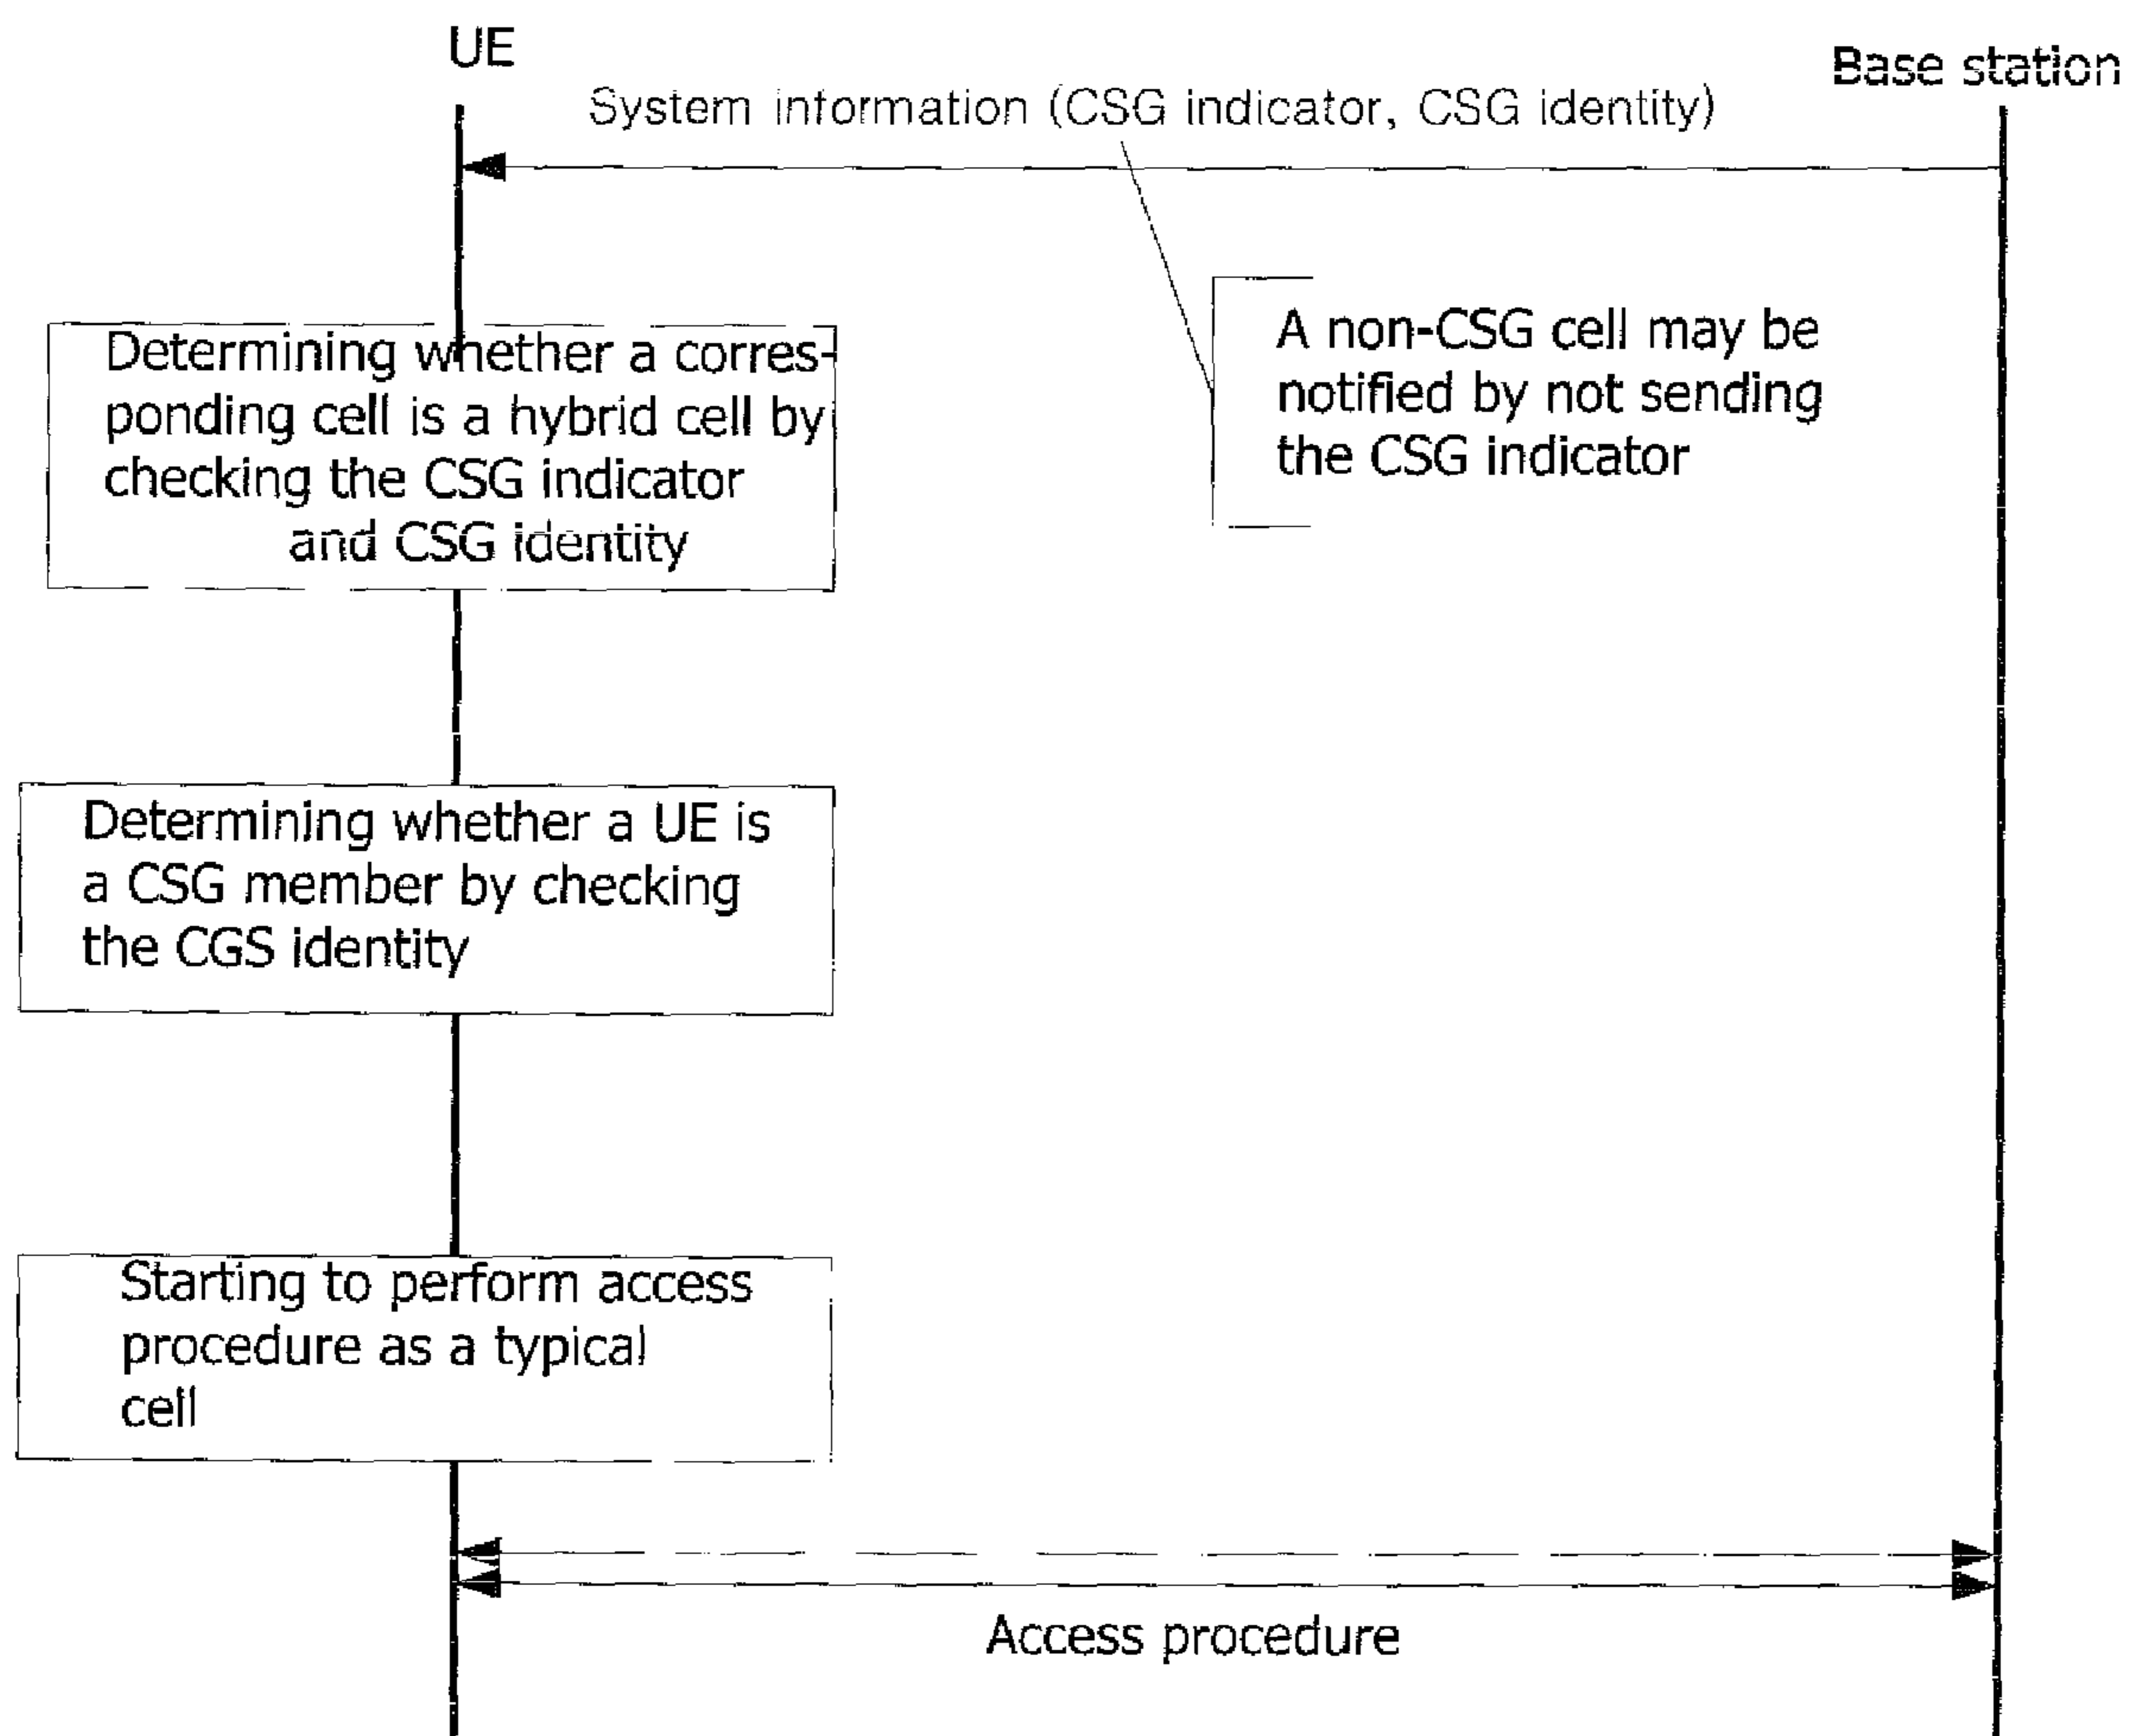 UE
Base station
System information (CSG indicator, CSG identity)
A non-CSG cell may be
notified by not sending
the CSG indicator
Determining whether a corres-
ponding cell is a hybrid cell by
checking the CSG indicator
and CSG identity
Determining whether a UE is
a CSG member by checking
the CGS identity
Starting to perform access
procedure as a typical
cell
Access procedure